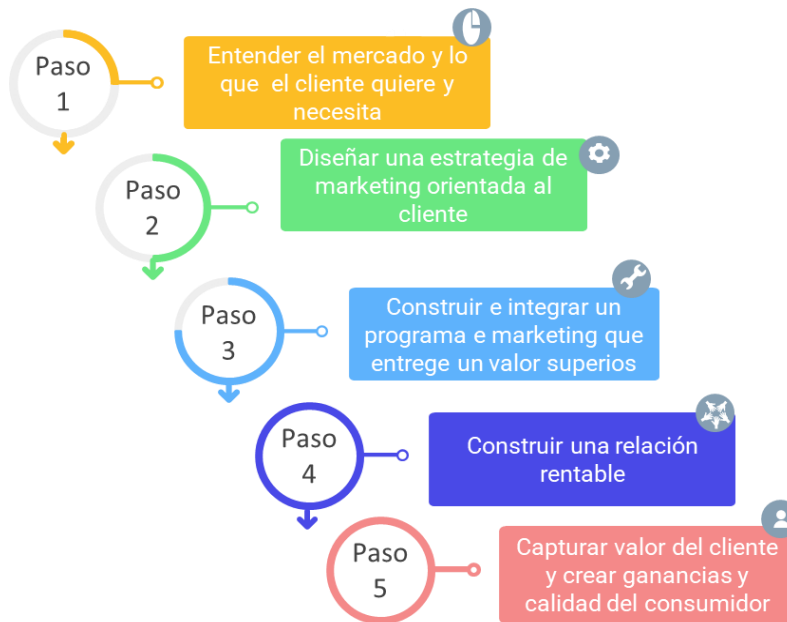 Paso
1
Entender el mercado y lo
que el cliente quiere y
necesita
Paso
2
Diseñar una estrategia de
marketing orientada al
cliente
Paso
3
Construir e integrar un
programa e marketing que
entrege un valor superios
Paso
4
Construir una relación
rentable
Paso
5
Capturar valor del cliente
y crear ganancias y
calidad del consumidor